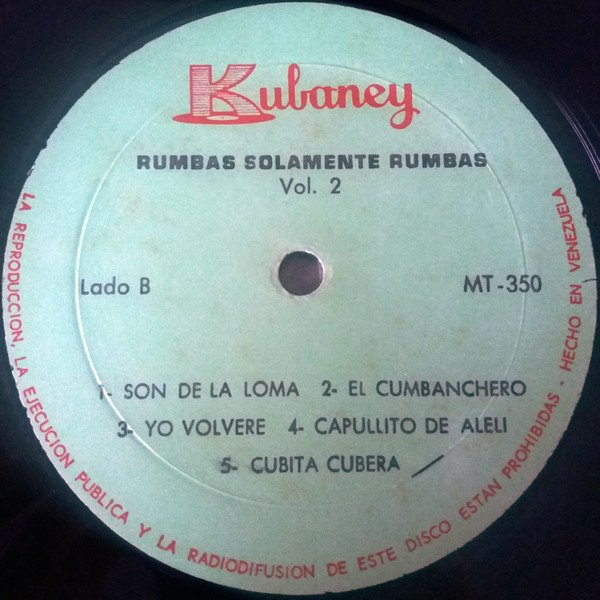 Kubaney
RUMBAS SOLAMENTE RUMBAS
Vol. 2
Lado B
MT-350
1- SON DE LA LOMA 2- EL CUMBANCHERO
3- YO VOLVERE 4- CAPULLITO DE ALELI
5- CUBITA CUBERA
LA REPRODUCCION, LA EJECUCION PUBLICA Y LA RADIODIFUSION DE ESTE DISCO ESTAN PROHIBIDAS - HECHO EN VENEZUELA